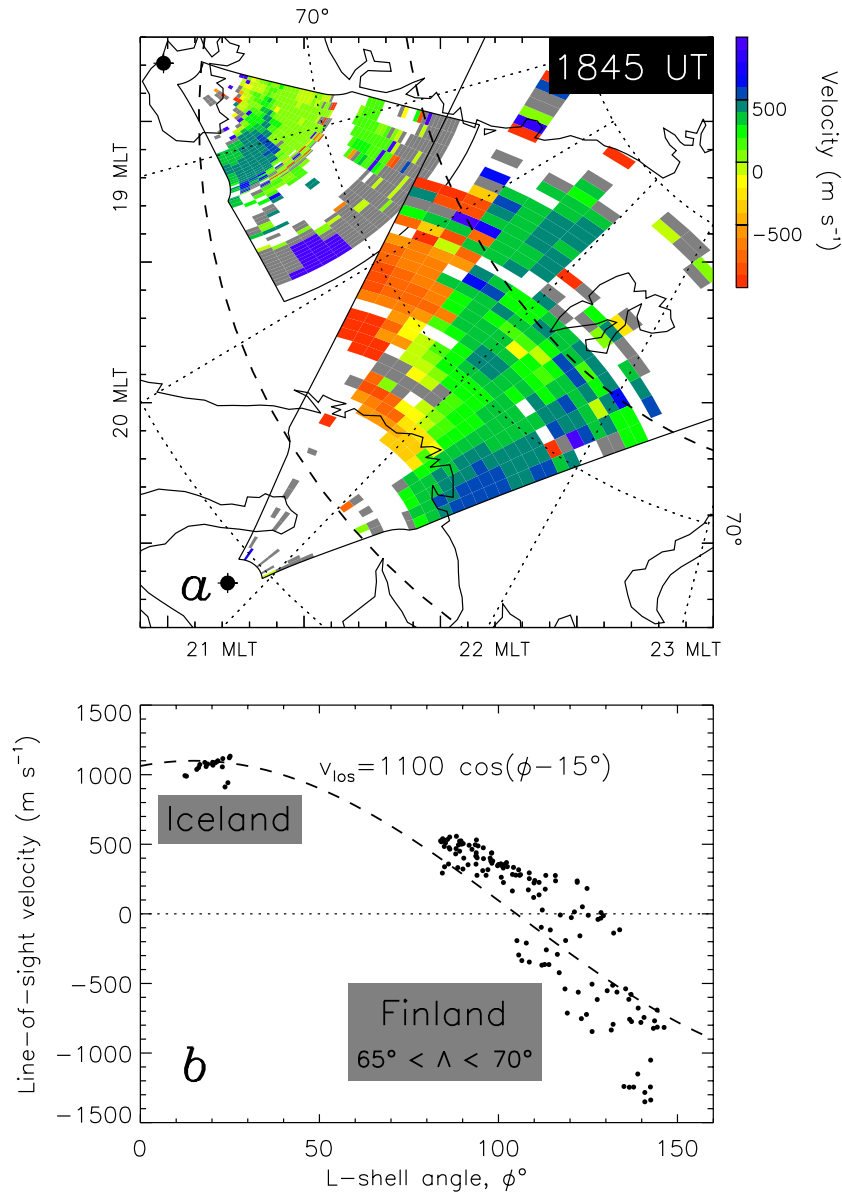 70°
1845 UT
Velocity (m s⁻¹)
500
0
−500
19 MLT
20 MLT
70°
a
21 MLT
22 MLT
23 MLT
1500
1000
500
0
−500
−1000
−1500
Line−of−sight velocity (m s⁻¹)
v_los=1100 cos(ϕ−15°)
Iceland
Finland
65° < Λ < 70°
b
0
50
100
150
L−shell angle, ϕ°